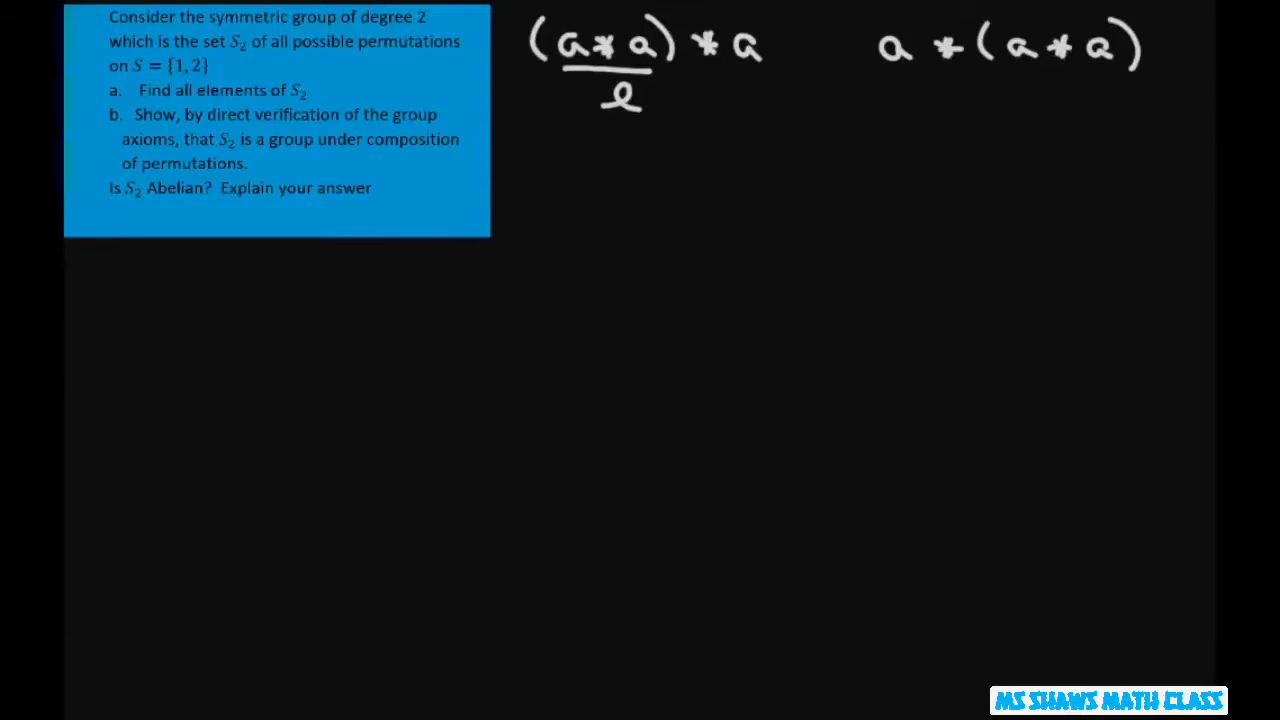 Consider the symmetric group of degree 2
which is the set S₂ of all possible permutations
on S = {1, 2}
a. Find all elements of S₂
b. Show, by direct verification of the group
axioms, that S₂ is a group under composition
of permutations.
Is S₂ Abelian? Explain your answer
(a * a) * a
e
a * (a * a)
MS SHAWS MATH CLASS